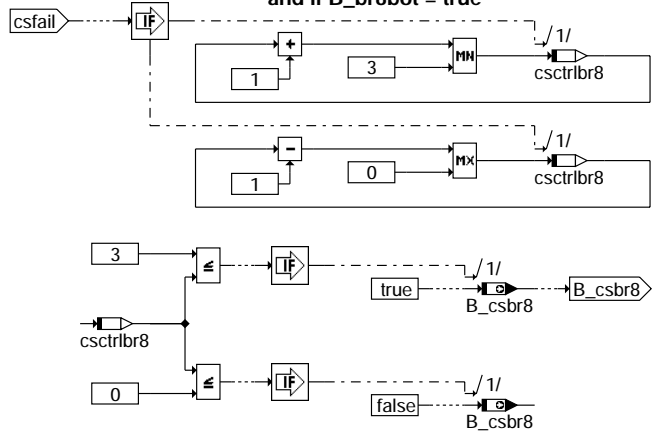 and if B_br8bot = true
csfail
IF
/1/
+
1
3
MN
csctrlbr8
/1/
-
1
0
MX
csctrlbr8
3
≤
IF
/1/
true
B_csbr8
B_csbr8
csctrlbr8
0
≤
IF
/1/
false
B_csbr8